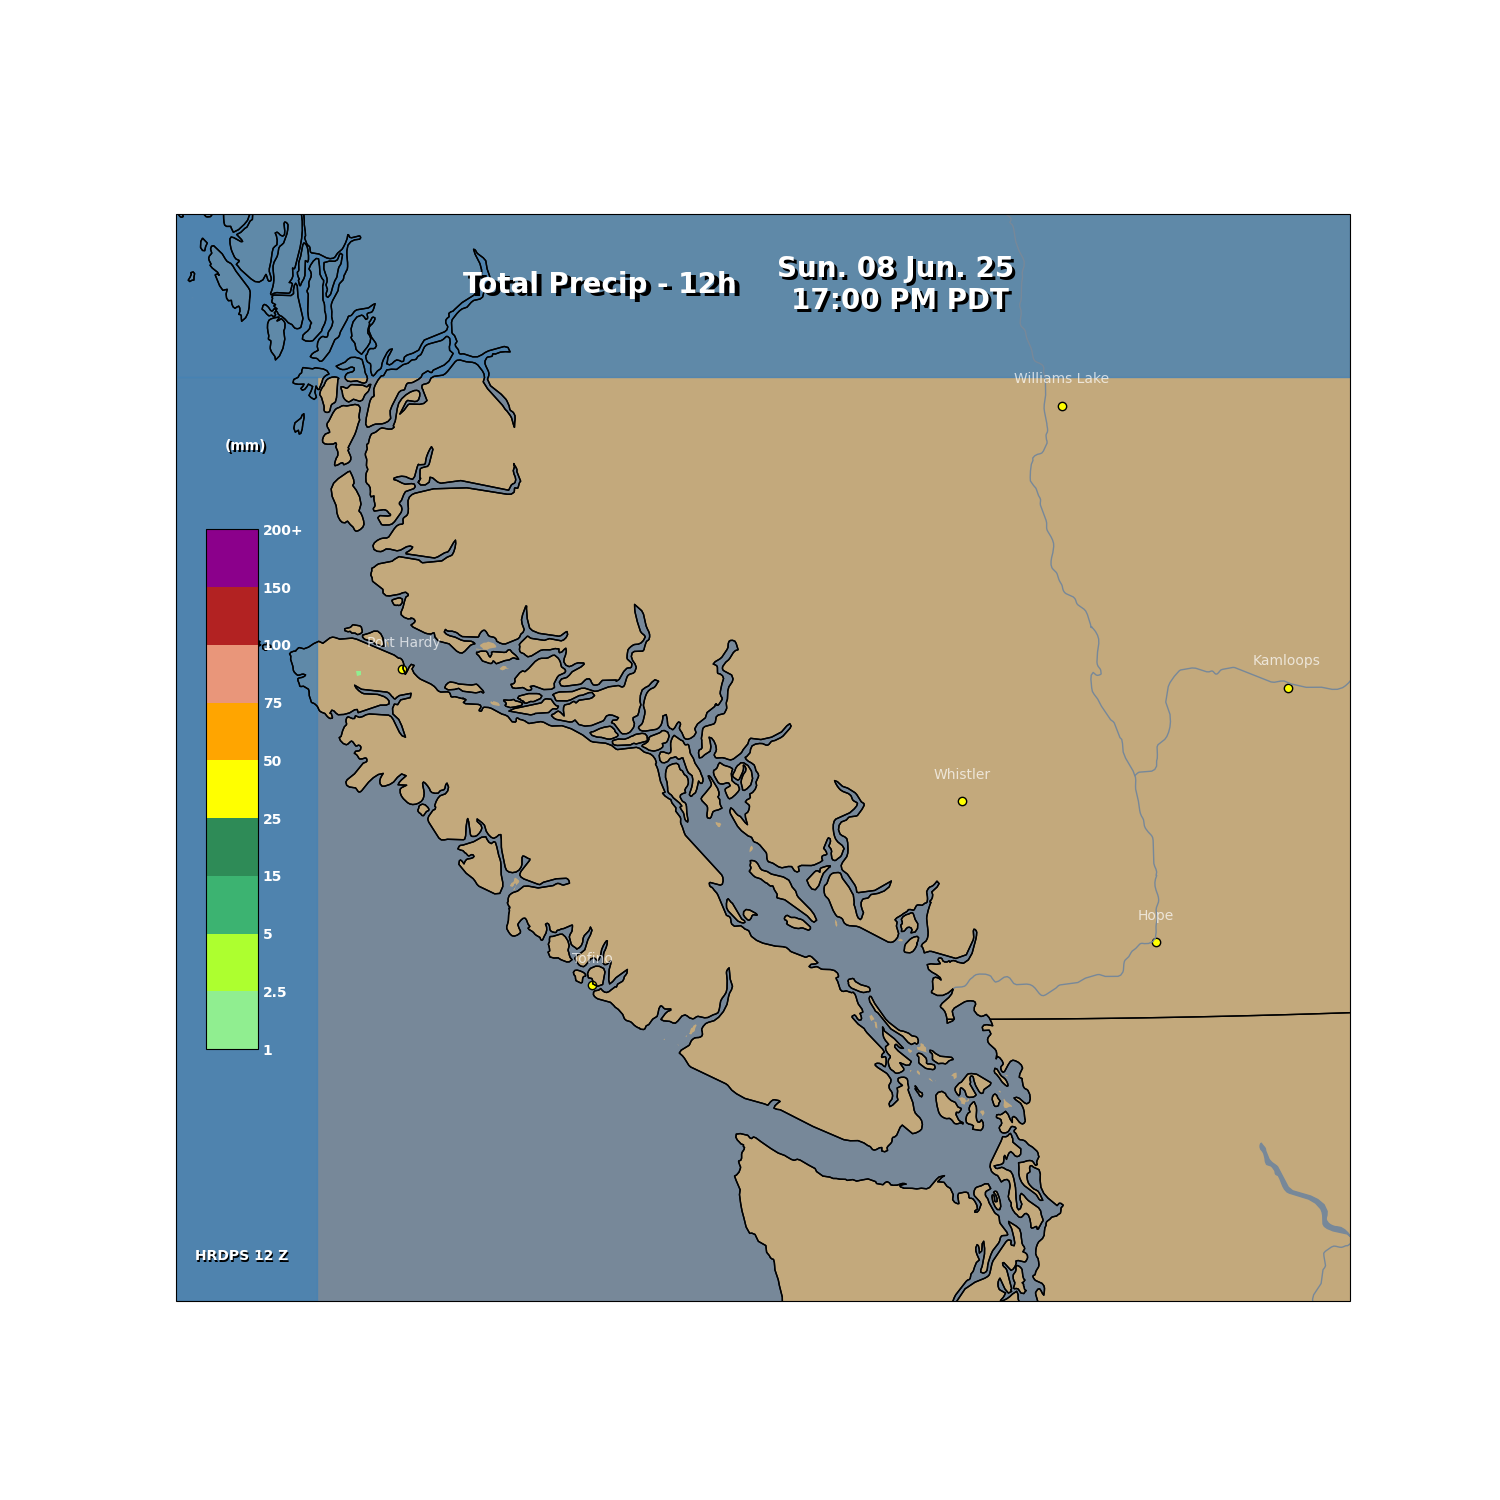 Total Precip - 12h
Sun. 08 Jun. 25
17:00 PM PDT
Williams Lake
(mm)
200+
150
100
75
50
25
15
5
2.5
1
Port Hardy
Kamloops
Whistler
Hope
Tofino
HRDPS 12 Z